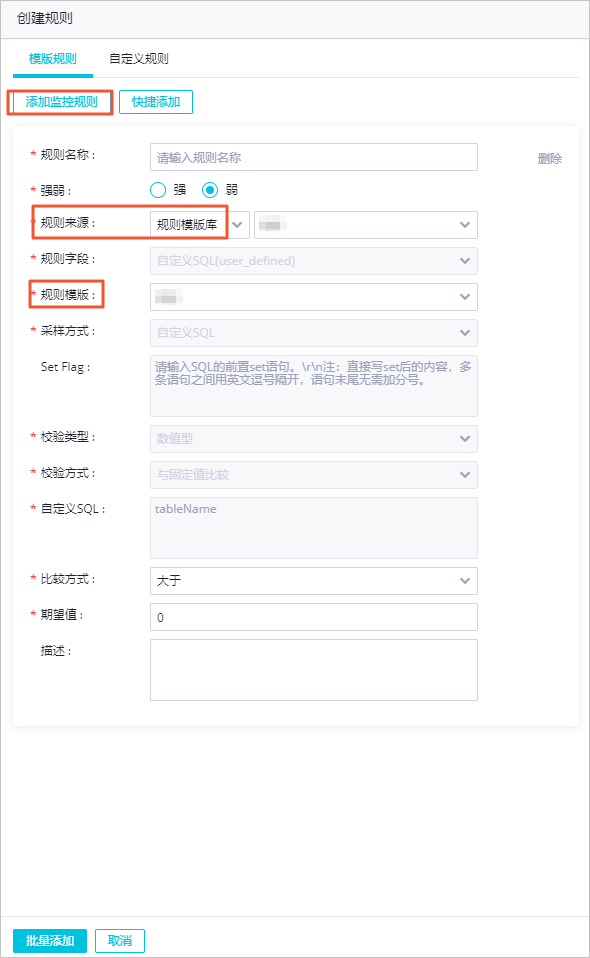 创建规则
模版规则 自定义规则
添加监控规则 快捷添加
* 规则名称： 请输入规则名称 删除
* 强弱： 强 弱
* 规则来源： 规则模版库
* 规则字段： 自定义SQL(user_defined)
* 规则模版：
* 采样方式： 自定义SQL
Set Flag： 请输入SQL的前置set语句。\r\n注：直接写set后的内容，多
条语句之间用英文逗号隔开，语句末尾无需加分号。
* 校验类型： 数值型
* 校验方式： 与固定值比较
* 自定义SQL： tableName
* 比较方式： 大于
* 期望值： 0
描述：
批量添加 取消